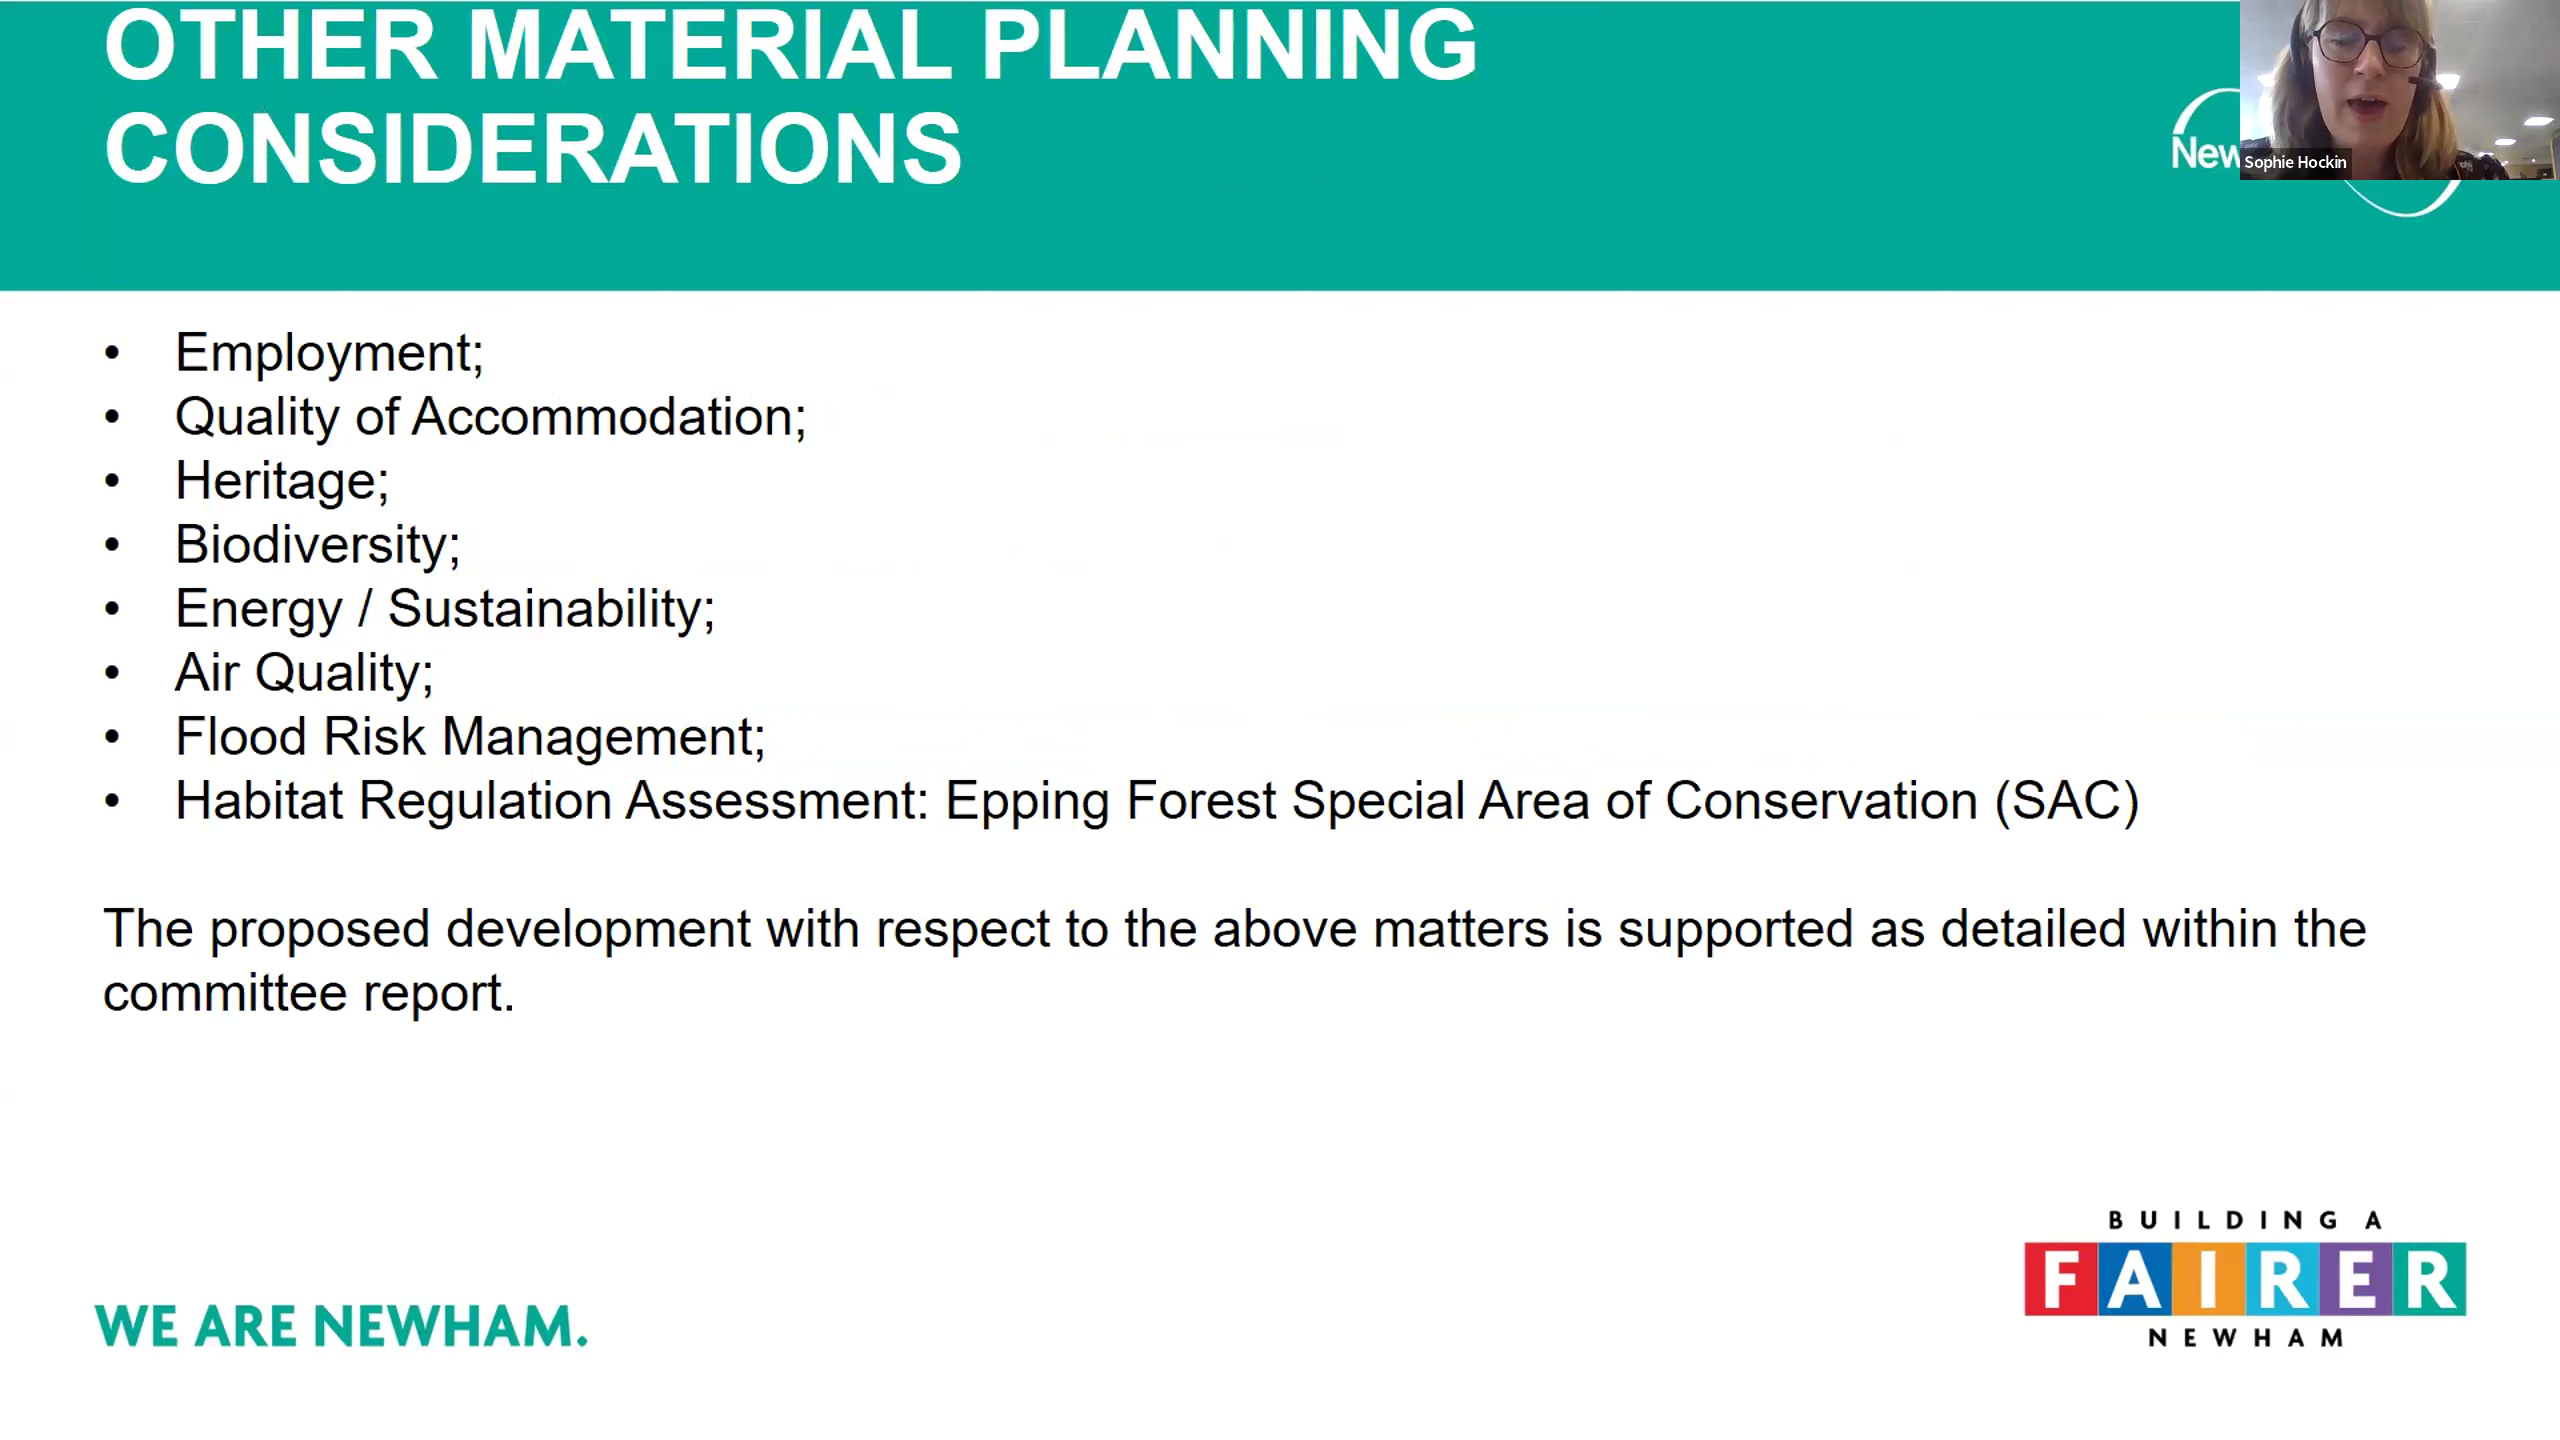 OTHER MATERIAL PLANNING
CONSIDERATIONS
New
Sophie Hockin
• Employment;
• Quality of Accommodation;
• Heritage;
• Biodiversity;
• Energy / Sustainability;
• Air Quality;
• Flood Risk Management;
• Habitat Regulation Assessment: Epping Forest Special Area of Conservation (SAC)
The proposed development with respect to the above matters is supported as detailed within the
committee report.
WE ARE NEWHAM.
BUILDING A
FAIRER
NEWHAM